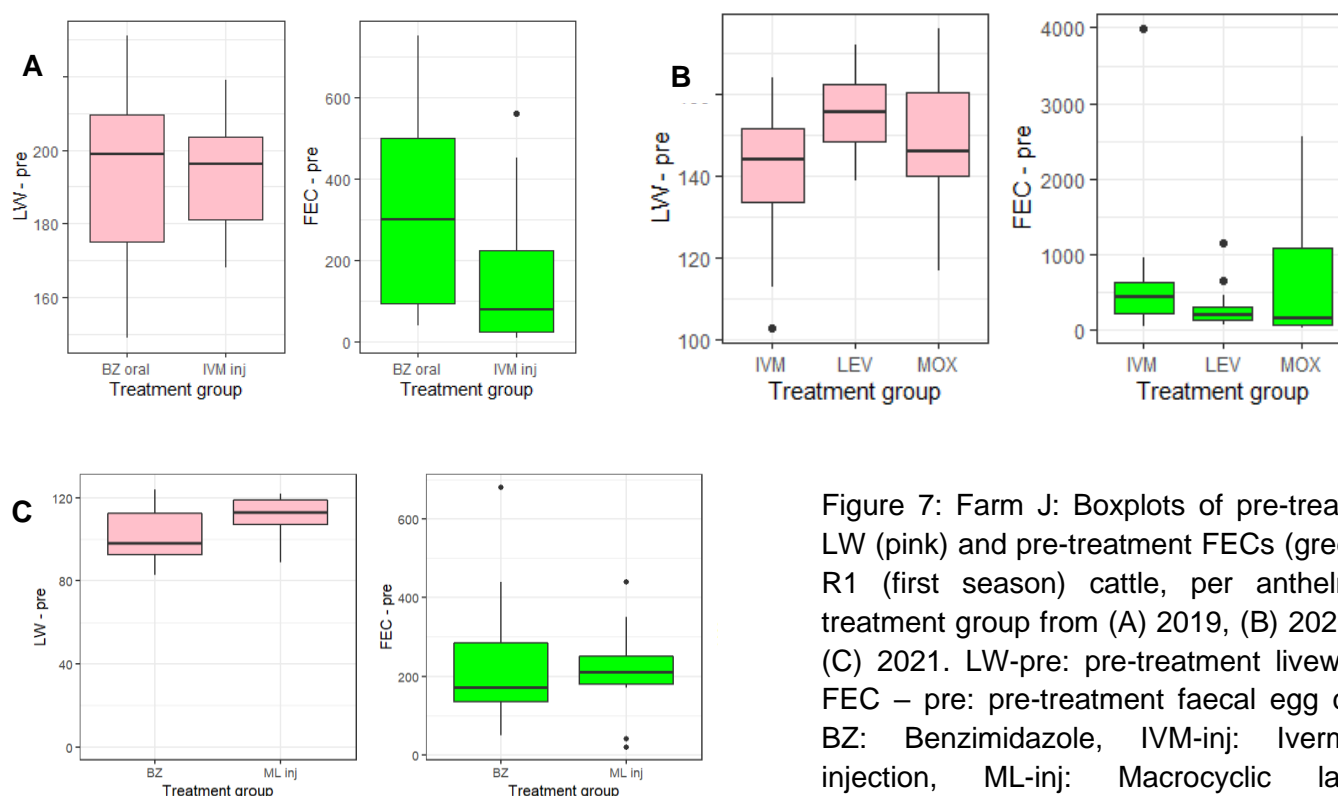 A
LW - pre
200
180
160
BZ oral IVM inj
Treatment group
FEC - pre
600
400
200
0
BZ oral IVM inj
Treatment group
B
LW - pre
140
120
100
IVM LEV MOX
Treatment group
FEC - pre
4000
3000
2000
1000
0
IVM LEV MOX
Treatment group
C
LW - pre
120
80
40
0
BZ ML inj
Treatment group
FEC - pre
600
400
200
0
BZ ML inj
Treatment group
Figure 7: Farm J: Boxplots of pre-trea
LW (pink) and pre-treatment FECs (gree
R1 (first season) cattle, per anthelr
treatment group from (A) 2019, (B) 202
(C) 2021. LW-pre: pre-treatment livew
FEC – pre: pre-treatment faecal egg c
BZ: Benzimidazole, IVM-inj: Iverm
injection, ML-inj: Macrocyclic la